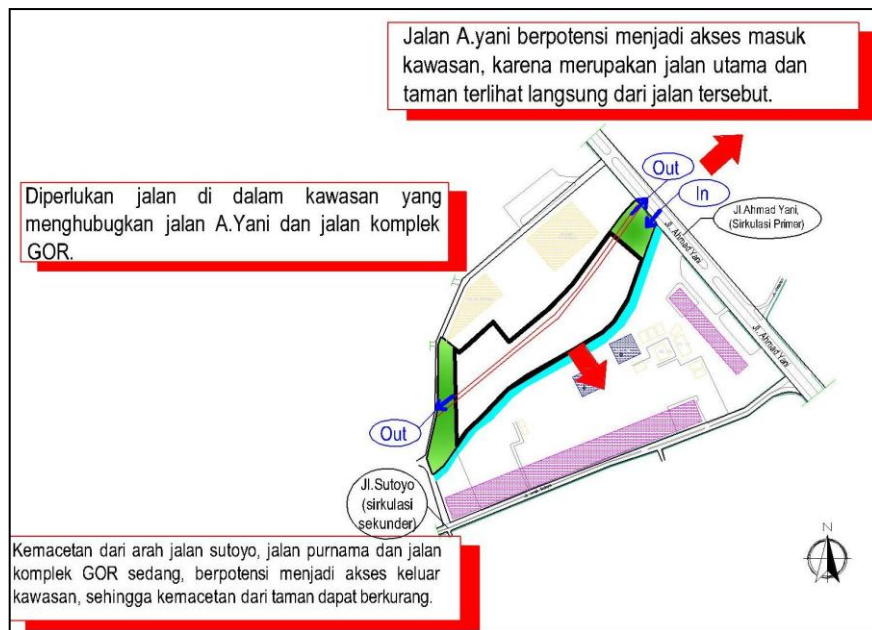 Jalan A.yani berpotensi menjadi akses masuk
kawasan, karena merupakan jalan utama dan
taman terlihat langsung dari jalan tersebut.
Out
In
Diperlukan jalan di dalam kawasan yang
menghubugkan jalan A.Yani dan jalan komplek
GOR.
Jl.Ahmad Yani,
(Sirkulasi Primer)
JL. Ahmad Yani
JL. Ahmad Yani
Out
Jl.Sutoyo
(sirkulasi
sekunder)
N
Kemacetan dari arah jalan sutoyo, jalan purnama dan jalan
komplek GOR sedang, berpotensi menjadi akses keluar
kawasan, sehingga kemacetan dari taman dapat berkurang.